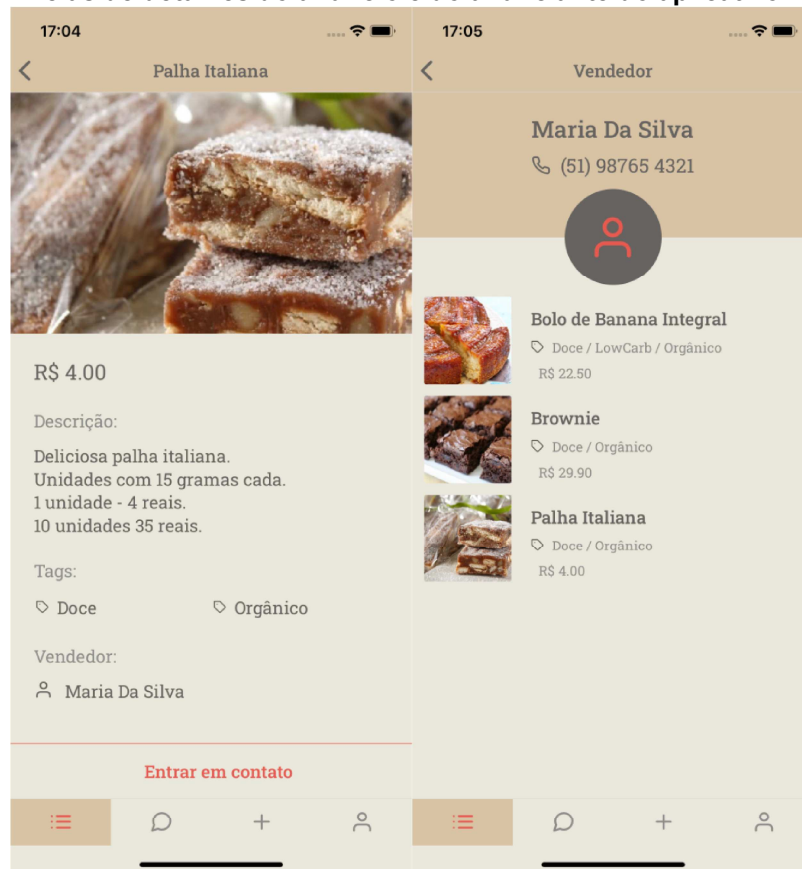 17:04
Palha Italiana
R$ 4.00
Descrição:
Deliciosa palha italiana.
Unidades com 15 gramas cada.
1 unidade - 4 reais.
10 unidades 35 reais.
Tags:
Doce
Orgânico
Vendedor:
Maria Da Silva
Entrar em contato
17:05
Vendedor
Maria Da Silva
(51) 98765 4321
Bolo de Banana Integral
Doce / LowCarb / Orgânico
R$ 22.50
Brownie
Doce / Orgânico
R$ 29.90
Palha Italiana
Doce / Orgânico
R$ 4.00